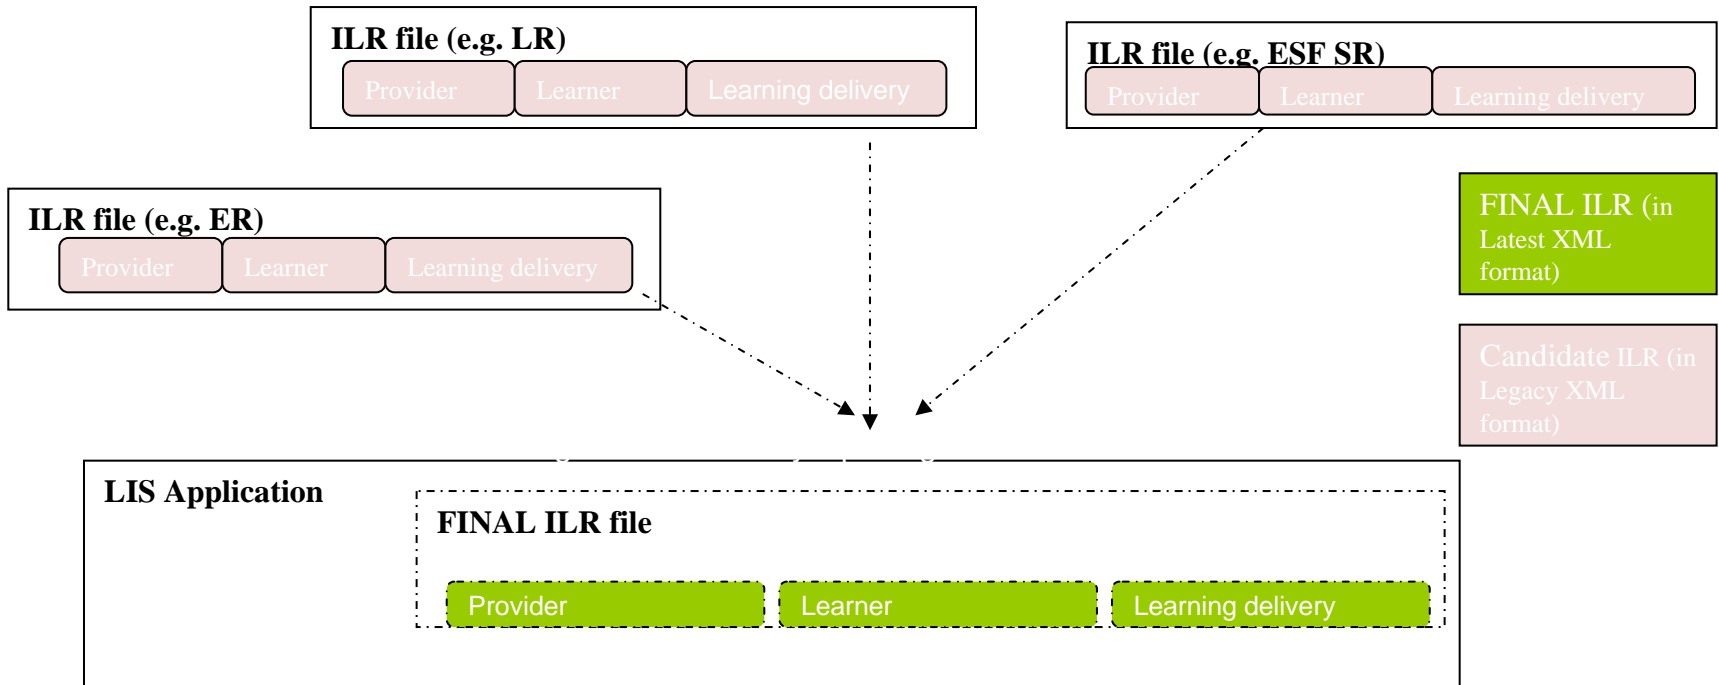 ILR file (e.g. LR)
Provider
Learner
Learning delivery
ILR file (e.g. ESF SR)
Provider
Learner
Learning delivery
ILR file (e.g. ER)
Provider
Learner
Learning delivery
FINAL ILR (in
Latest XML
format)
Candidate ILR (in
Legacy XML
format)
LIS Application
FINAL ILR file
Provider
Learner
Learning delivery